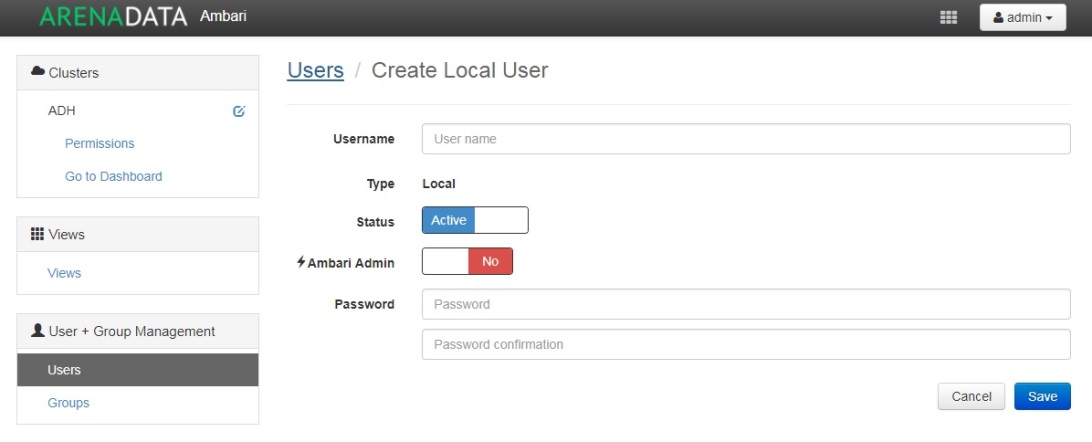 ARENADATA Ambari
admin
Clusters
ADH
Permissions
Go to Dashboard
Views
Views
User + Group Management
Users
Groups
Users / Create Local User
Username User name
Type Local
Status Active
Ambari Admin No
Password Password
Password confirmation
Cancel Save